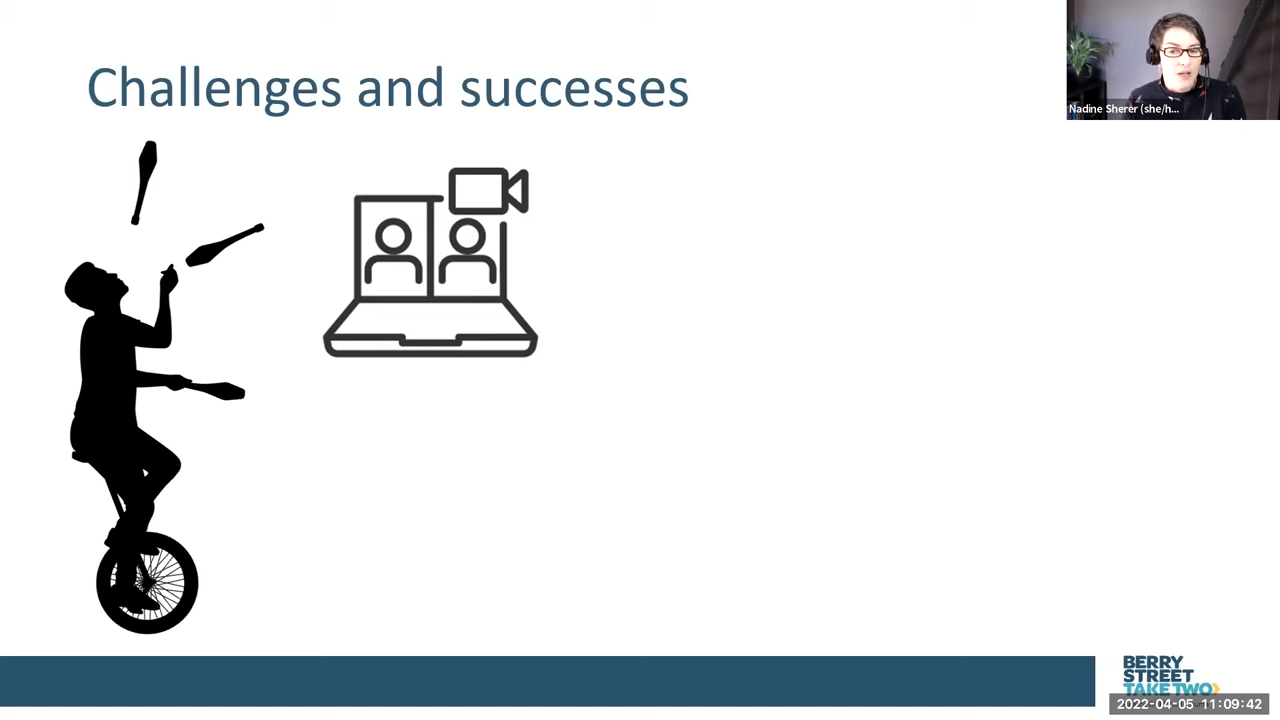 Challenges and successes
Nadine Sherer (she/h...
BERRY
STREET
TAKE TWO
2022-04-05 11:09:42